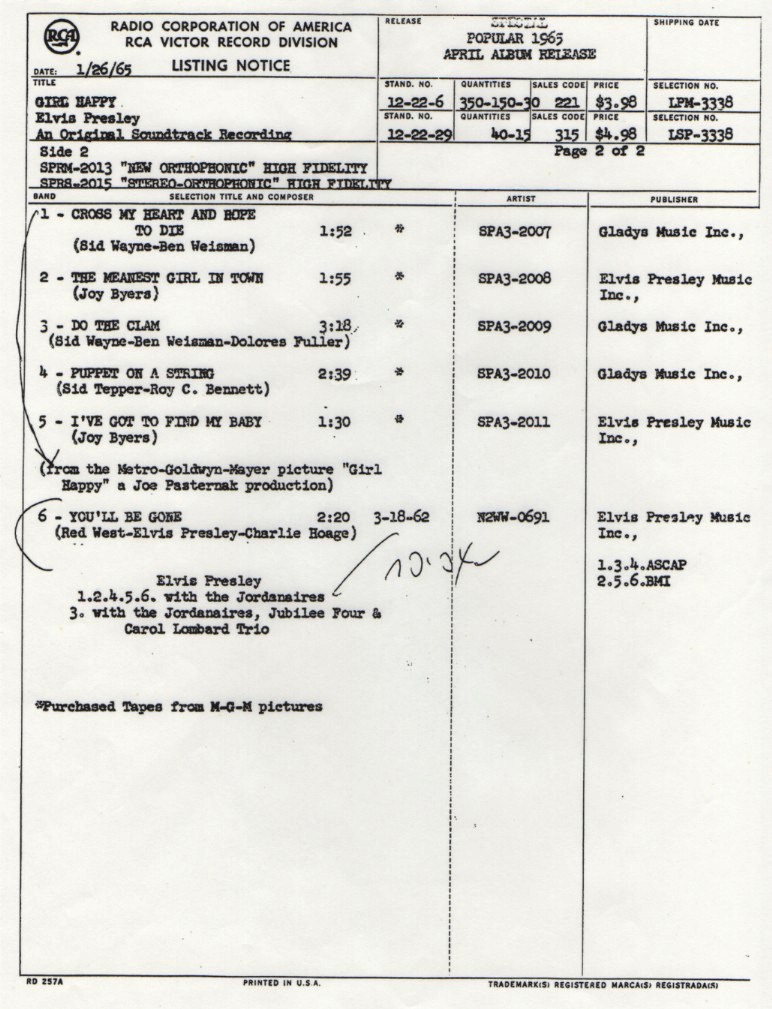 RCA
RADIO CORPORATION OF AMERICA
RCA VICTOR RECORD DIVISION
DATE: 1/26/65 LISTING NOTICE
RELEASE
SPECIAL
POPULAR 1965
APRIL ALBUM RELEASE
SHIPPING DATE
TITLE
GIRL HAPPY
Elvis Presley
An Original Soundtrack Recording
STAND. NO. QUANTITIES SALES CODE PRICE SELECTION NO.
12-22-6 350-150-30 221 $3.98 LPM-3338
STAND. NO. QUANTITIES SALES CODE PRICE SELECTION NO.
12-22-29 40-15 315 $4.98 LSP-3338
Side 2 Page 2 of 2
SPRM-2013 "NEW ORTHOPHONIC" HIGH FIDELITY
SPRS-2015 "STEREO-ORTHOPHONIC" HIGH FIDELITY
BAND SELECTION TITLE AND COMPOSER ARTIST PUBLISHER
1 - CROSS MY HEART AND HOPE
TO DIE 1:52 * SPA3-2007 Gladys Music Inc.,
(Sid Wayne-Ben Weisman)
2 - THE MEANEST GIRL IN TOWN 1:55 * SPA3-2008 Elvis Presley Music
(Joy Byers) Inc.,
3 - DO THE CLAM 3:18 * SPA3-2009 Gladys Music Inc.,
(Sid Wayne-Ben Weisman-Dolores Fuller)
4 - PUPPET ON A STRING 2:39 * SPA3-2010 Gladys Music Inc.,
(Sid Tepper-Roy C. Bennett)
5 - I'VE GOT TO FIND MY BABY 1:30 * SPA3-2011 Elvis Presley Music
(Joy Byers) Inc.,
(from the Metro-Goldwyn-Mayer picture "Girl
Happy" a Joe Pasternak production)
6 - YOU'LL BE GONE 2:20 3-18-62 N2WW-0691 Elvis Presley Music
(Red West-Elvis Presley-Charlie Hoage) Inc.,
1.3.4.ASCAP
2.5.6.BMI
Elvis Presley
1.2.4.5.6. with the Jordanaires
3. with the Jordanaires, Jubilee Four &
Carol Lombard Trio
*Purchased Tapes from M-G-M pictures
RD 257A PRINTED IN U.S.A. TRADEMARK(S) REGISTERED MARCA(S) REGISTRADA(S)